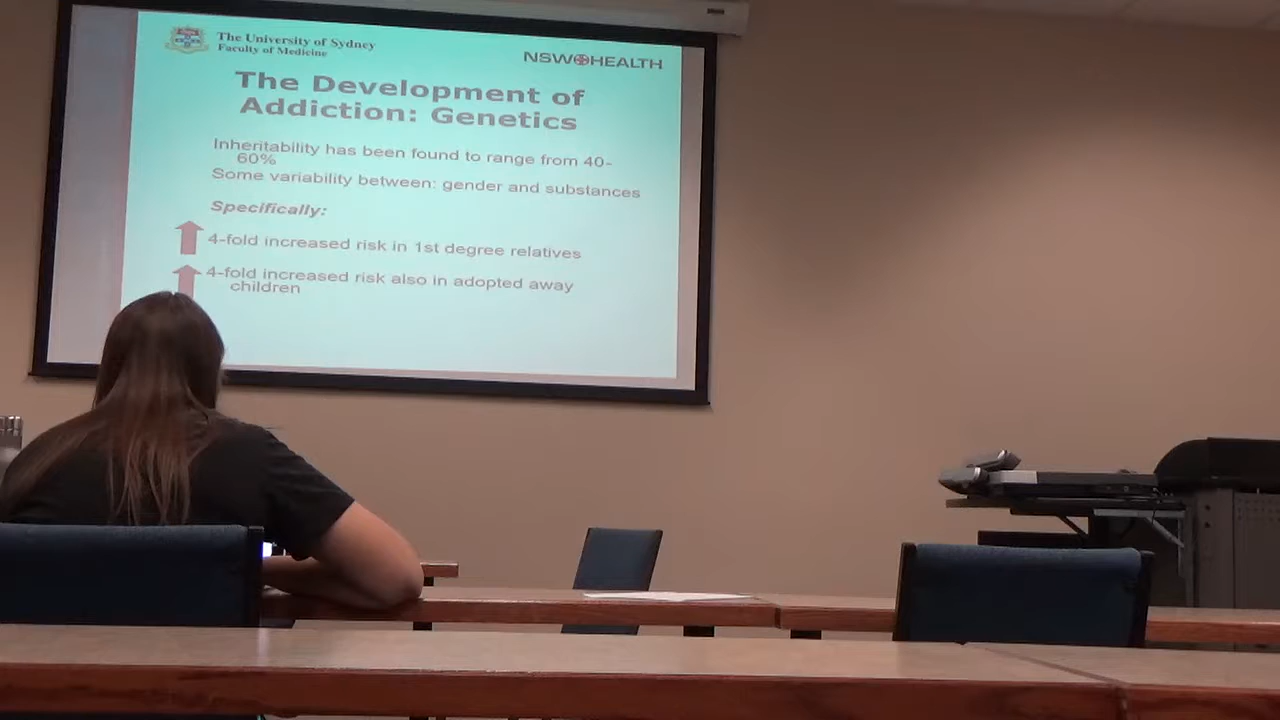 The University of Sydney
Faculty of Medicine
NSW HEALTH
The Development of
Addiction: Genetics
Inheritability has been found to range from 40-
60%
Some variability between: gender and substances
Specifically:
4-fold increased risk in 1st degree relatives
4-fold increased risk also in adopted away
children